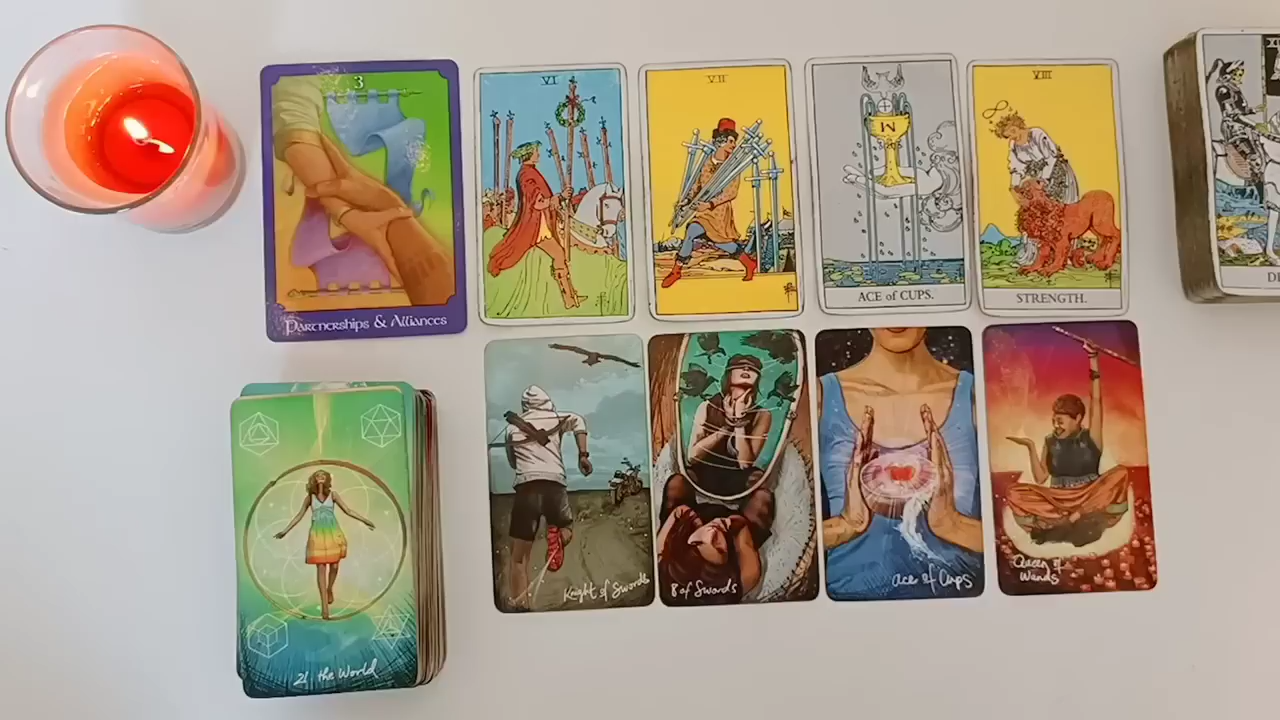 3
Partnerships & Alliances
VI
VII
ACE of CUPS.
VIII
STRENGTH.
Knight of Swords
8 of Swords
ace of Cups
Queen of
Wands
21 the World